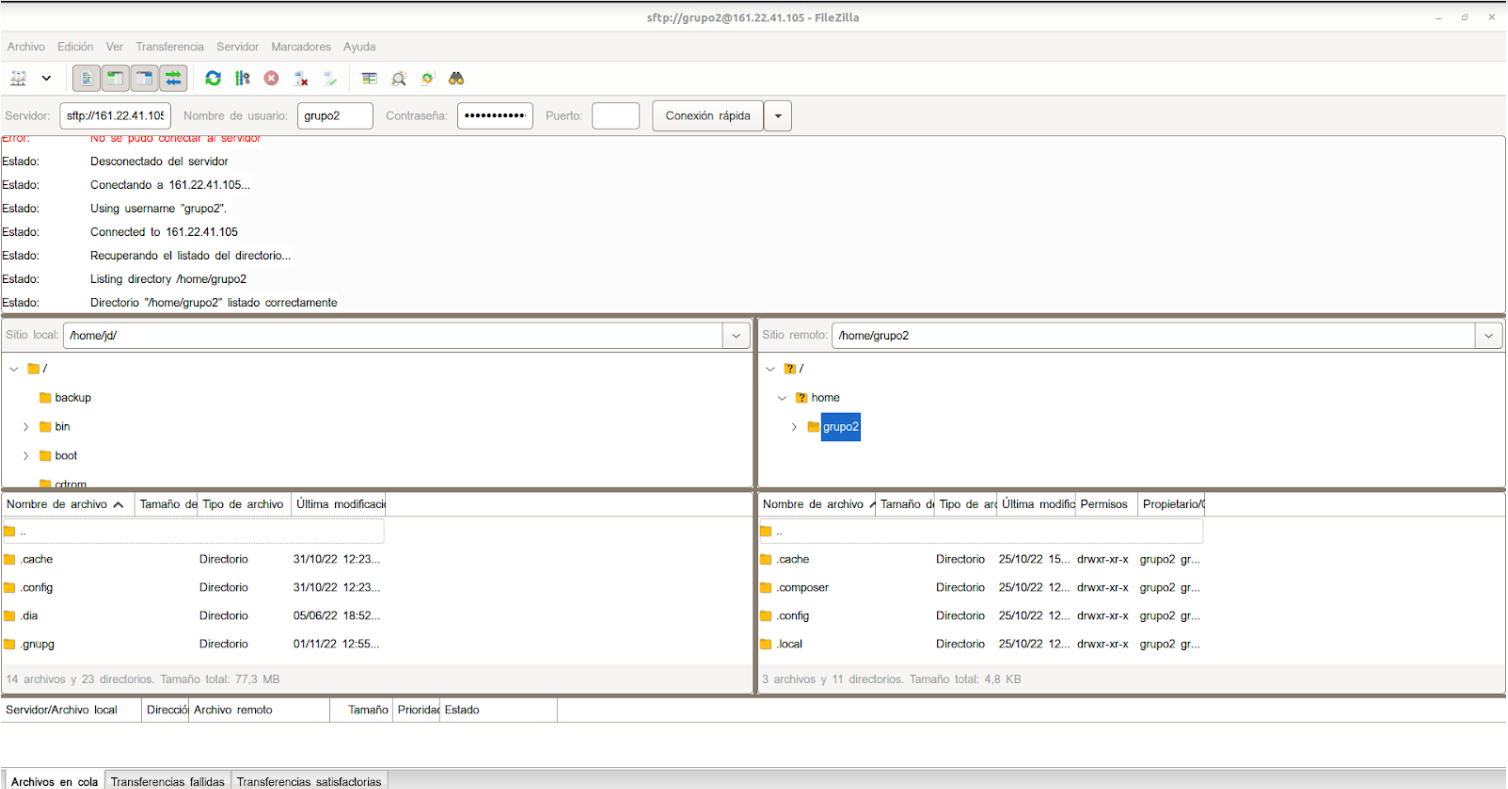 sftp://grupo2@161.22.41.105 - FileZilla
Archivo Edición Ver Transferencia Servidor Marcadores Ayuda
Servidor: sftp://161.22.41.105 Nombre de usuario: grupo2 Contraseña: ••••••••••• Puerto: Conexión rápida
Error: No se pudo conectar al servidor
Estado: Desconectado del servidor
Estado: Conectando a 161.22.41.105...
Estado: Using username "grupo2".
Estado: Connected to 161.22.41.105
Estado: Recuperando el listado del directorio...
Estado: Listing directory /home/grupo2
Estado: Directorio "/home/grupo2" listado correctamente
Sitio local: /home/jd/
/
backup
bin
boot
cdrom
Sitio remoto: /home/grupo2
/
home
grupo2
Nombre de archivo Tamaño de Tipo de archivo Última modificaci
..
.cache Directorio 31/10/22 12:23...
.config Directorio 31/10/22 12:23...
.dia Directorio 05/06/22 18:52...
.gnupg Directorio 01/11/22 12:55...
14 archivos y 23 directorios. Tamaño total: 77,3 MB
Nombre de archivo Tamaño d Tipo de arc Última modific Permisos Propietario/G
..
.cache Directorio 25/10/22 15... drwxr-xr-x grupo2 gr...
.composer Directorio 25/10/22 12... drwxr-xr-x grupo2 gr...
.config Directorio 25/10/22 12... drwxr-xr-x grupo2 gr...
.local Directorio 25/10/22 12... drwxr-xr-x grupo2 gr...
3 archivos y 11 directorios. Tamaño total: 4,8 KB
Servidor/Archivo local Direcció Archivo remoto Tamaño Prioridad Estado
Archivos en cola Transferencias fallidas Transferencias satisfactorias